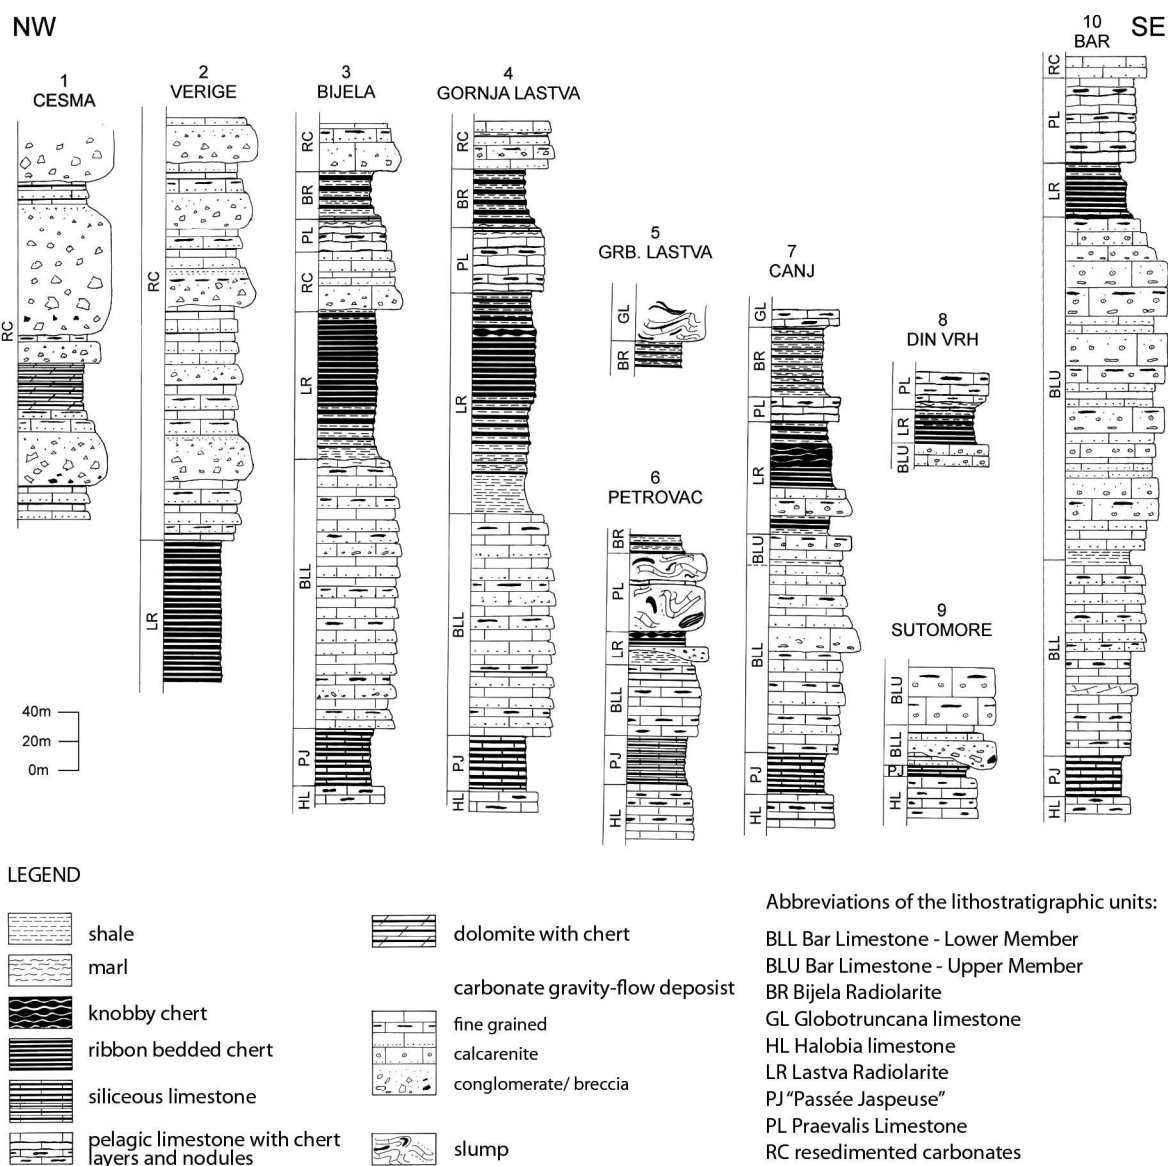 NW
SE
1
CESMA
2
VERIGE
3
BIJELA
4
GORNJA LASTVA
5
GRB. LASTVA
6
PETROVAC
7
CANJ
8
DIN VRH
9
SUTOMORE
10
BAR
RC
RC
LR
RC
BR
PL
RC
LR
BLL
PJ
HL
RC
BR
PL
LR
BLL
PJ
HL
GL
BR
BR
PL
LR
BLL
PJ
HL
GL
BR
PL
LR
BLU
BLL
PJ
HL
PL
LR
BLU
BLU
BLL
PJ
HL
RC
PL
LR
BLU
BLL
PJ
HL
40m
20m
0m
LEGEND
shale
marl
knobby chert
ribbon bedded chert
siliceous limestone
pelagic limestone with chert
layers and nodules
dolomite with chert
carbonate gravity-flow deposist
fine grained
calcarenite
conglomerate/ breccia
slump
Abbreviations of the lithostratigraphic units:
BLL Bar Limestone - Lower Member
BLU Bar Limestone - Upper Member
BR Bijela Radiolarite
GL Globotruncana limestone
HL Halobia limestone
LR Lastva Radiolarite
PJ “Passée Jaspeuse”
PL Praevalis Limestone
RC resedimented carbonates